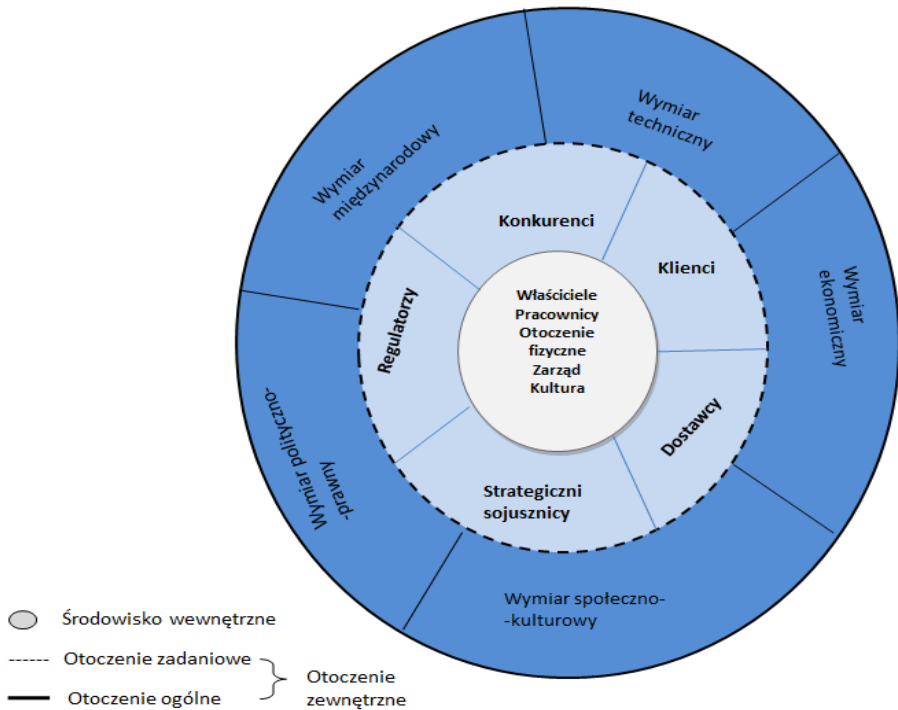 Wymiar
techniczny
Wymiar
międzynarodowy
Wymiar
ekonomiczny
Wymiar polityczno-
-prawny
Wymiar społeczno-
-kulturowy
Konkurenci
Klienci
Regulatorzy
Dostawcy
Strategiczni
sojusznicy
Właściciele
Pracownicy
Otoczenie
fizyczne
Zarząd
Kultura
Środowisko wewnętrzne
Otoczenie zadaniowe
Otoczenie ogólne
Otoczenie
zewnętrzne